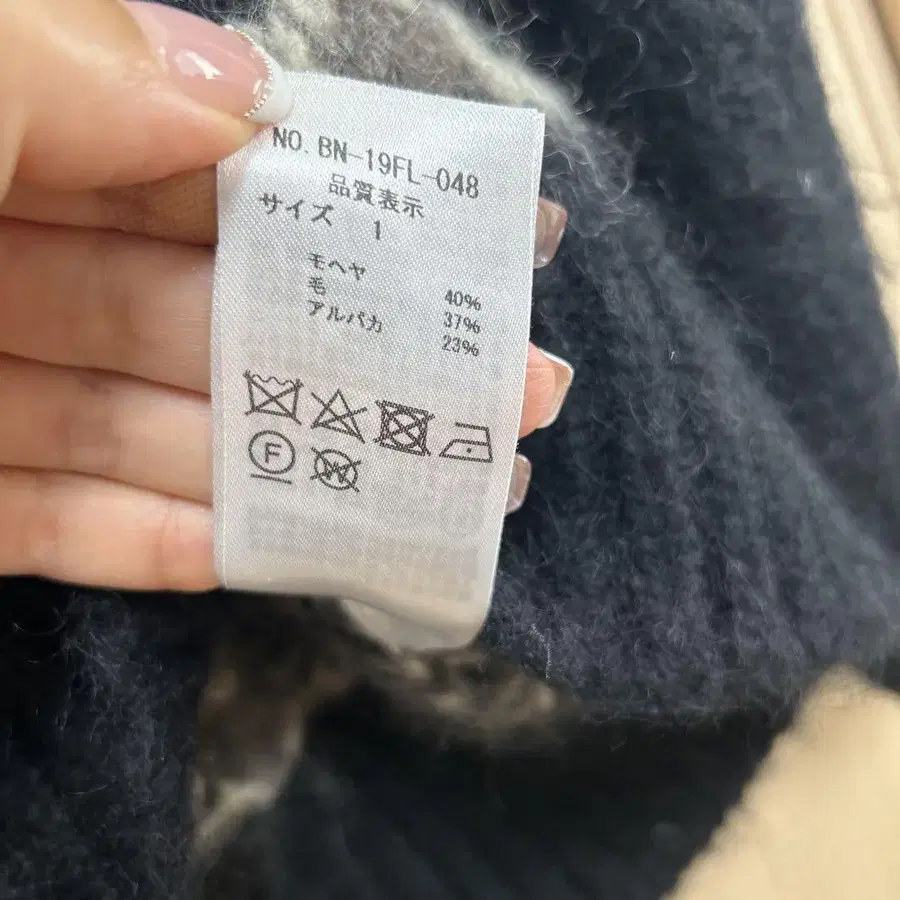 NO. BN-19FL-048
品質表示
サイズ 1
モヘヤ 40%
毛 37%
アルパカ 23%
F
W